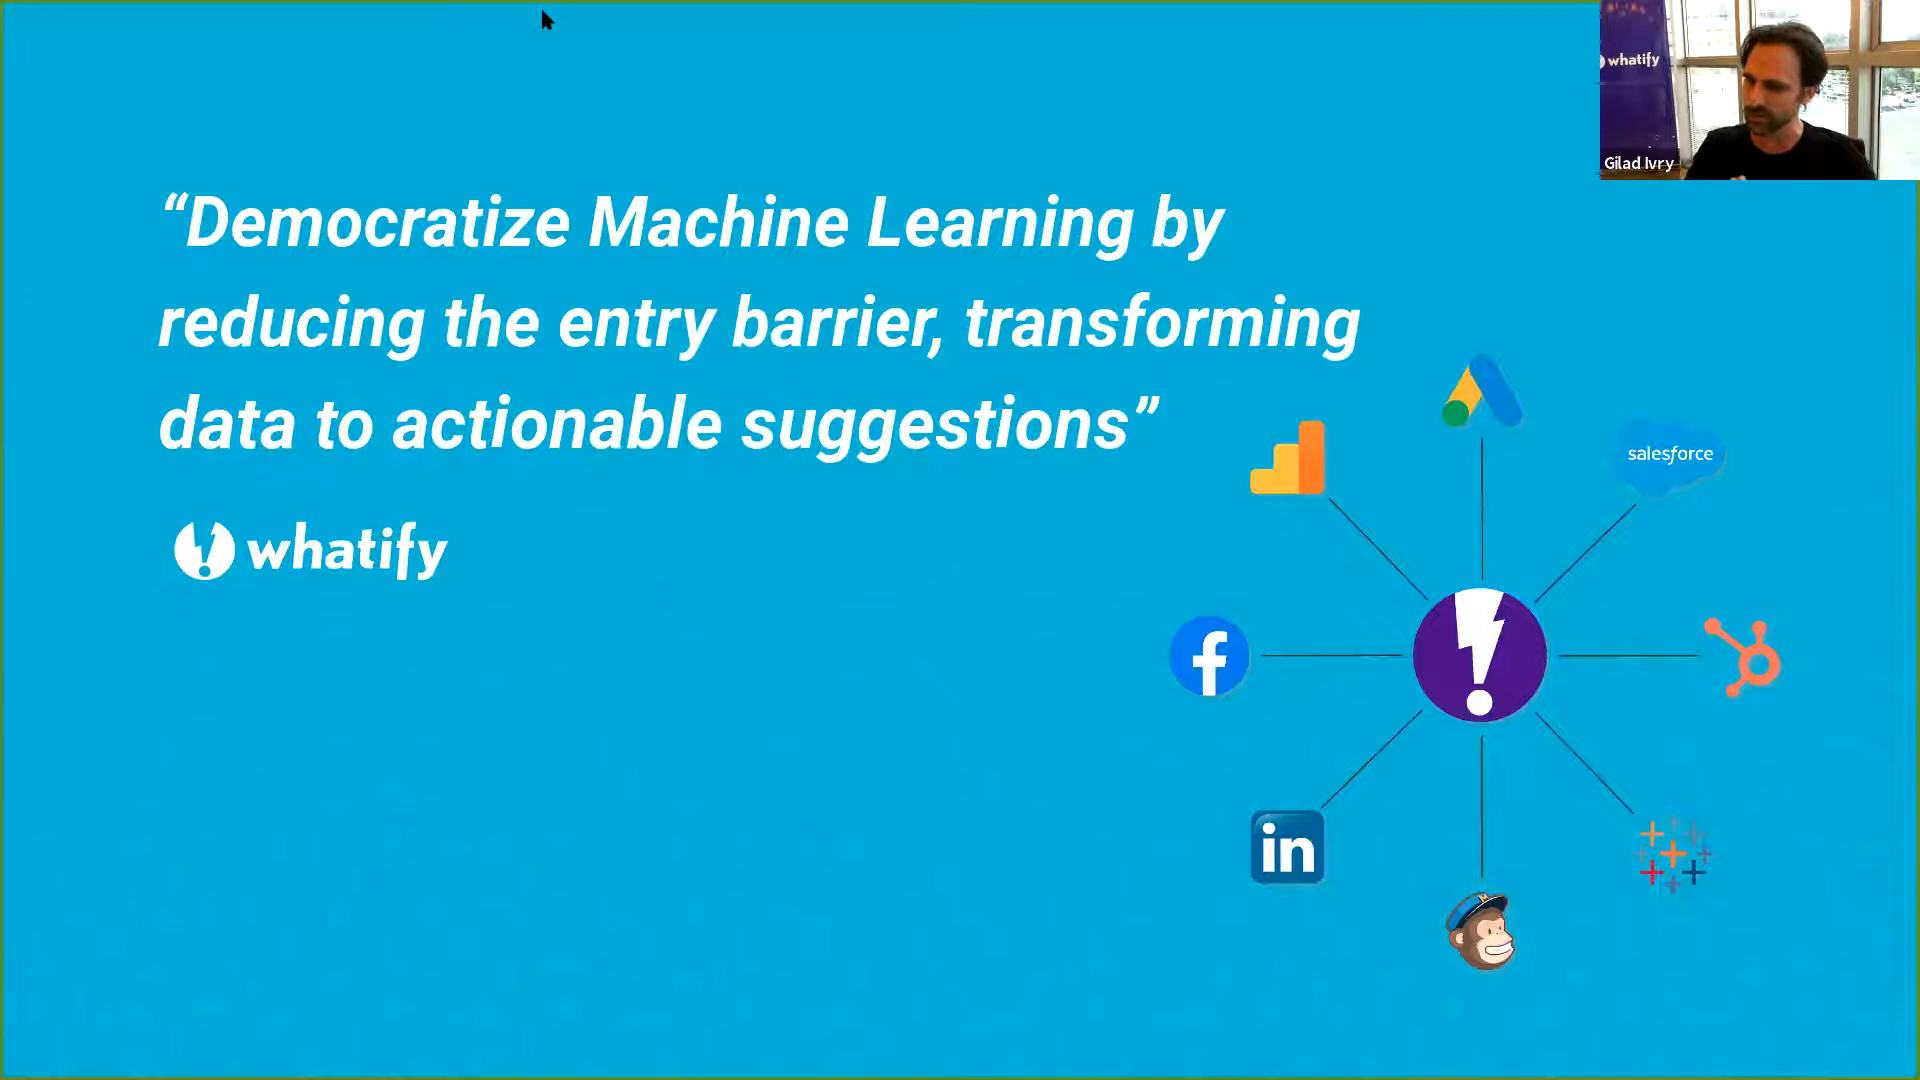 whatify
Gilad Ivry
“Democratize Machine Learning by
reducing the entry barrier, transforming
data to actionable suggestions”
whatify
salesforce
f
in